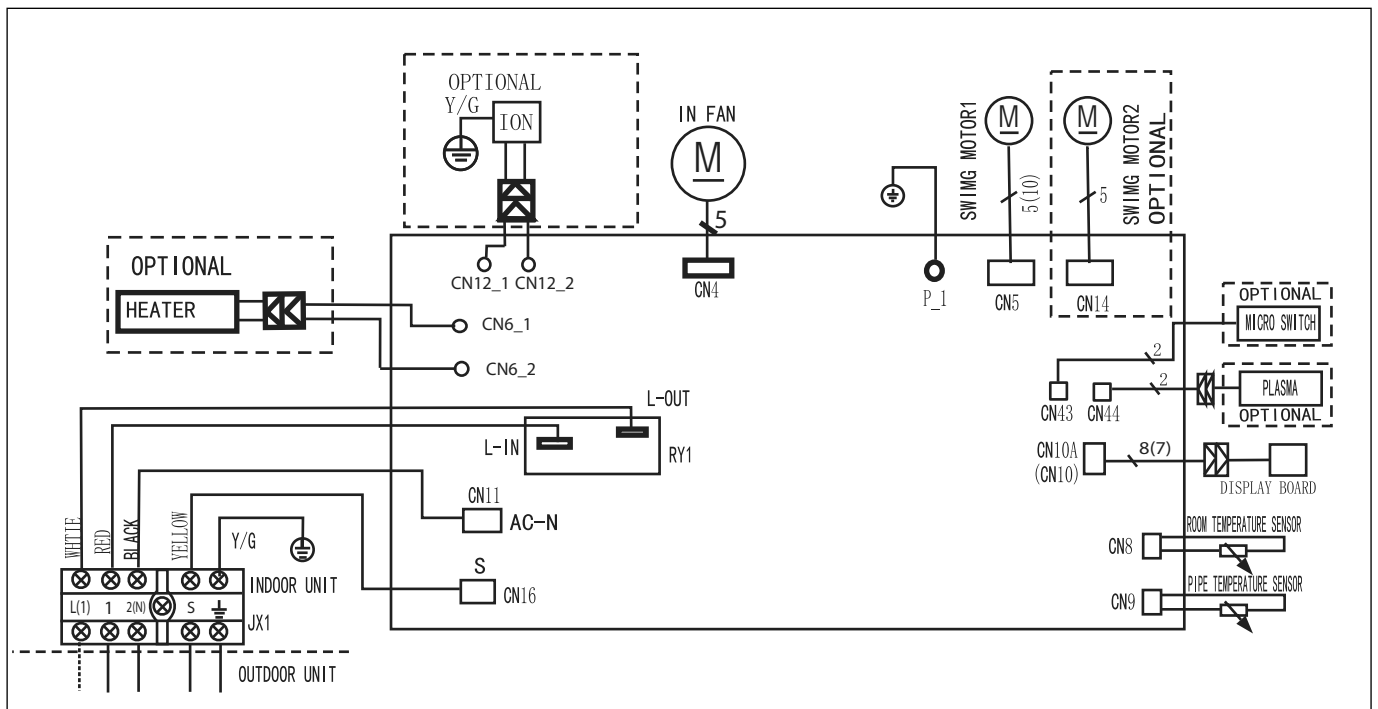 OPTIONAL
Y/G
ION
IN FAN
M
5
SWIMG MOTOR1
M
5(10)
M
5
SWIMG MOTOR2
OPTIONAL
OPTIONAL
HEATER
CN12_1 CN12_2
CN4
P_1
CN5
CN14
CN6_1
CN6_2
OPTIONAL
MICRO SWITCH
2
2
PLASMA
OPTIONAL
CN43 CN44
L-OUT
L-IN
RY1
CN10A
(CN10)
8(7)
DISPLAY BOARD
CN11
AC-N
ROOM TEMPERATURE SENSOR
CN8
S
CN16
PIPE TEMPERATURE SENSOR
CN9
WHTIE
RED
BLACK
YELLOW
Y/G
INDOOR UNIT
L(1) 1 2(N) S
JX1
OUTDOOR UNIT